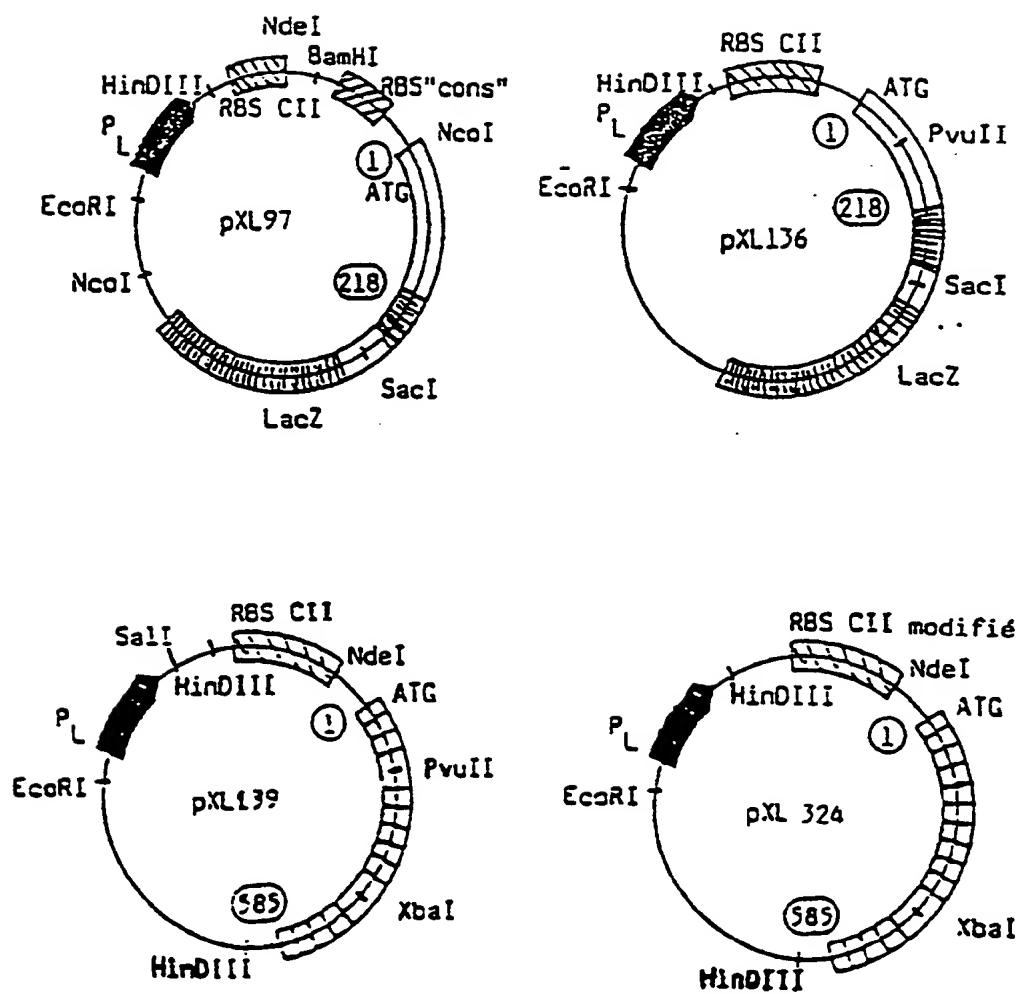 NdeI
BamHI
HinDIII
RBS CII
RBS"cons"
PL
NcoI
1
ATG
EcoRI
pXL97
NcoI
218
SacI
LacZ
RBS CII
HinDIII
ATG
PL
1
PvuII
EcoRI
218
pXL136
SacI
LacZ
RBS CII
SalI
NdeI
HinDIII
ATG
PL
1
PvuII
EcoRI
pXL139
585
XbaI
HinDIII
RBS CII modifié
NdeI
HinDIII
ATG
PL
1
EcoRI
pXL 324
585
XbaI
HinDIII